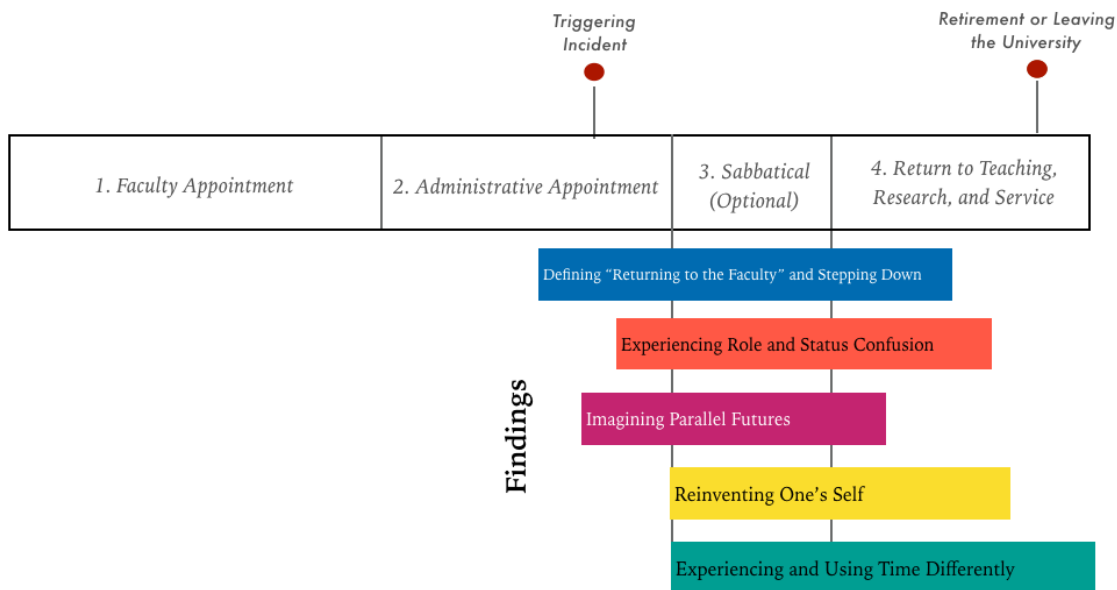 Triggering
Incident
Retirement or Leaving
the University
1. Faculty Appointment
2. Administrative Appointment
3. Sabbatical
(Optional)
4. Return to Teaching,
Research, and Service
Findings
Defining “Returning to the Faculty” and Stepping Down
Experiencing Role and Status Confusion
Imagining Parallel Futures
Reinventing One’s Self
Experiencing and Using Time Differently